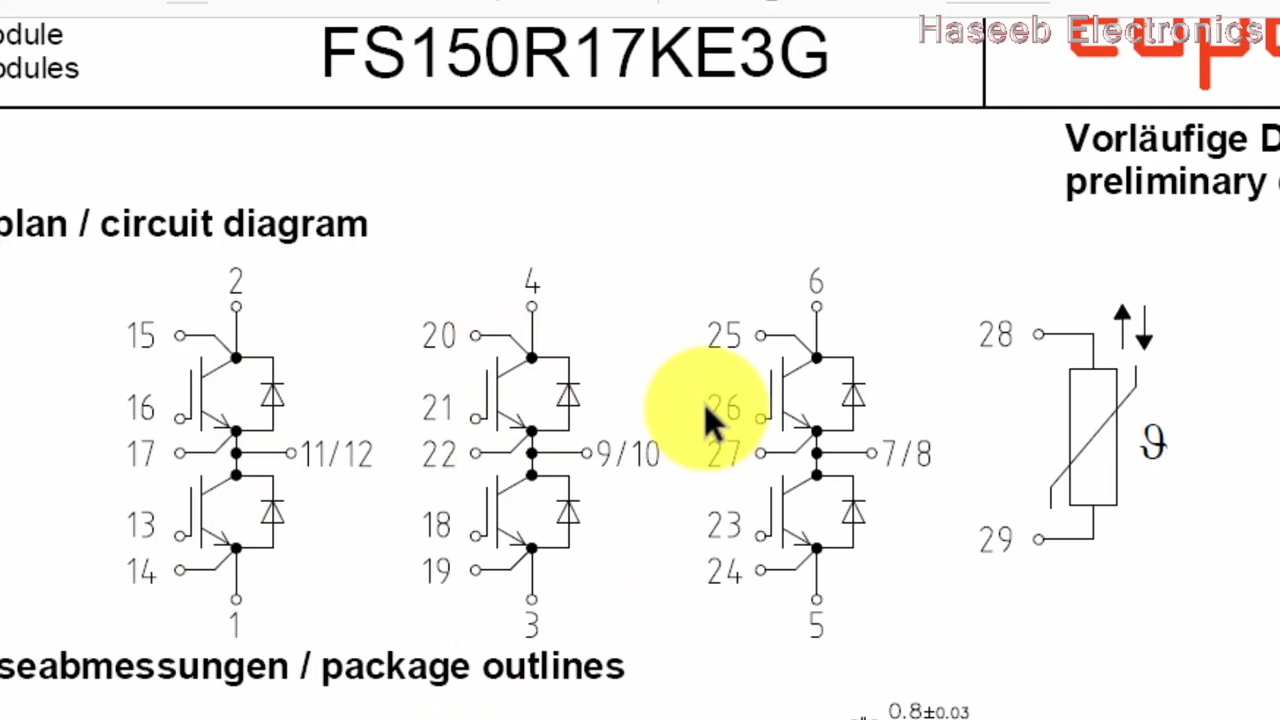 Haseeb Electronics
odule
odules
FS150R17KE3G
Vorläufige D
preliminary
plan / circuit diagram
2 4 6
15 20 25 28
16 21 26
17 11/12 22 9/10 27 7/8 ϑ
13 18 23
14 19 24 29
1 3 5
seabmessungen / package outlines
0.8±0.03